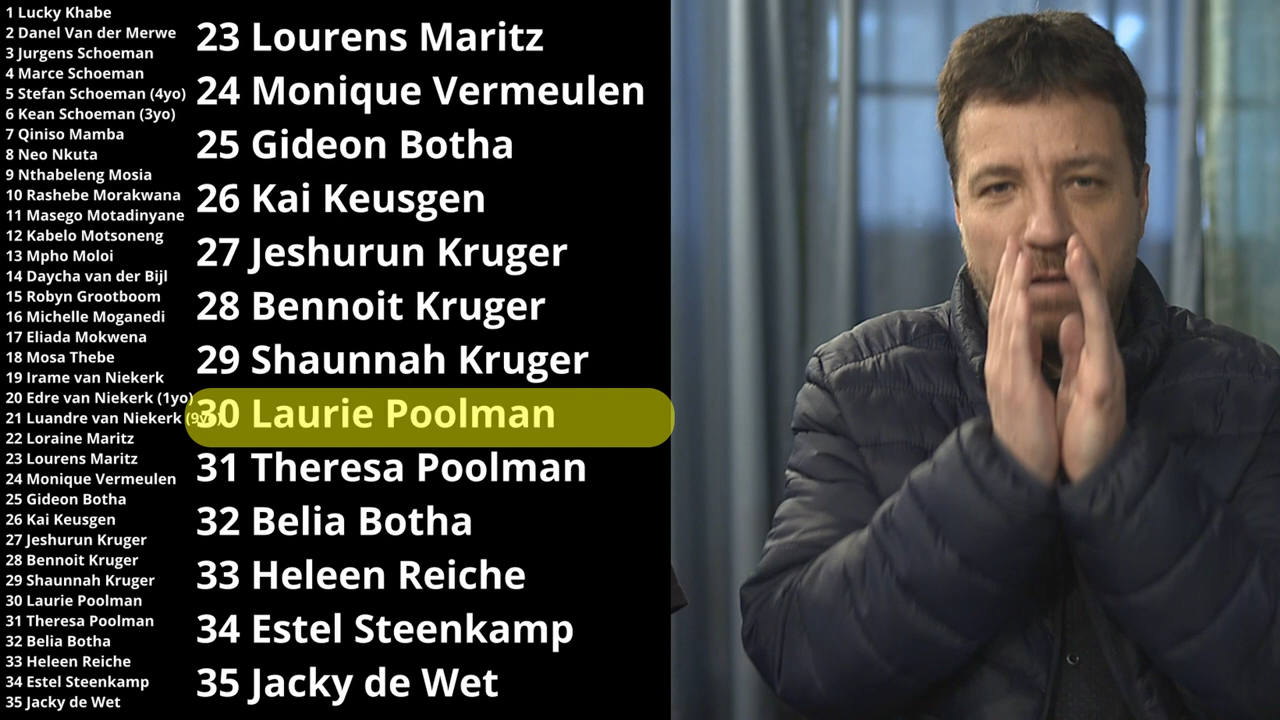 1 Lucky Khabe
2 Danel Van der Merwe
3 Jurgens Schoeman
4 Marce Schoeman
5 Stefan Schoeman (4yo)
6 Kean Schoeman (3yo)
7 Qiniso Mamba
8 Neo Nkuta
9 Nthabeleng Mosia
10 Rashebe Morakwana
11 Masego Motadinyane
12 Kabelo Motsoneng
13 Mpho Moloi
14 Daycha van der Bijl
15 Robyn Grootboom
16 Michelle Moganedi
17 Eliada Mokwena
18 Mosa Thebe
19 Irame van Niekerk
20 Edre van Niekerk (1yo)
21 Luandre van Niekerk (9yo)
22 Loraine Maritz
23 Lourens Maritz
24 Monique Vermeulen
25 Gideon Botha
26 Kai Keusgen
27 Jeshurun Kruger
28 Bennoit Kruger
29 Shaunnah Kruger
30 Laurie Poolman
31 Theresa Poolman
32 Belia Botha
33 Heleen Reiche
34 Estel Steenkamp
35 Jacky de Wet
23 Lourens Maritz
24 Monique Vermeulen
25 Gideon Botha
26 Kai Keusgen
27 Jeshurun Kruger
28 Bennoit Kruger
29 Shaunnah Kruger
30 Laurie Poolman
31 Theresa Poolman
32 Belia Botha
33 Heleen Reiche
34 Estel Steenkamp
35 Jacky de Wet